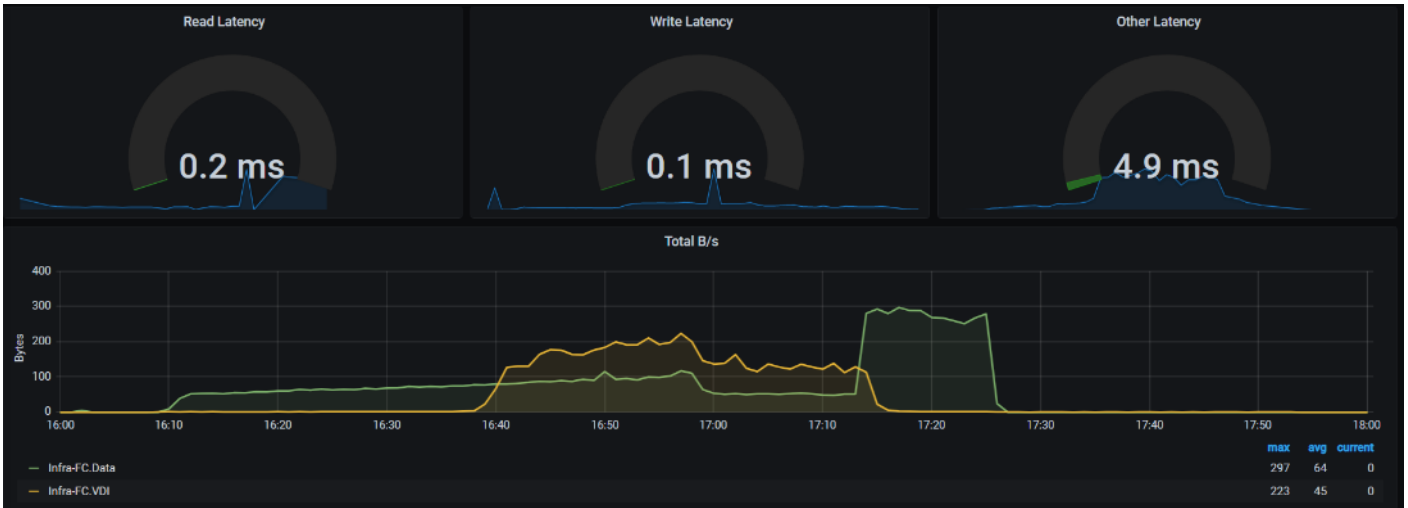 Read Latency Write Latency Other Latency
0.2 ms 0.1 ms 4.9 ms
Total B/s
400
300
200
100
0
Bytes
16:00 16:10 16:20 16:30 16:40 16:50 17:00 17:10 17:20 17:30 17:40 17:50 18:00
max avg current
Infra-FC.Data 297 64 0
Infra-FC.VDI 223 45 0